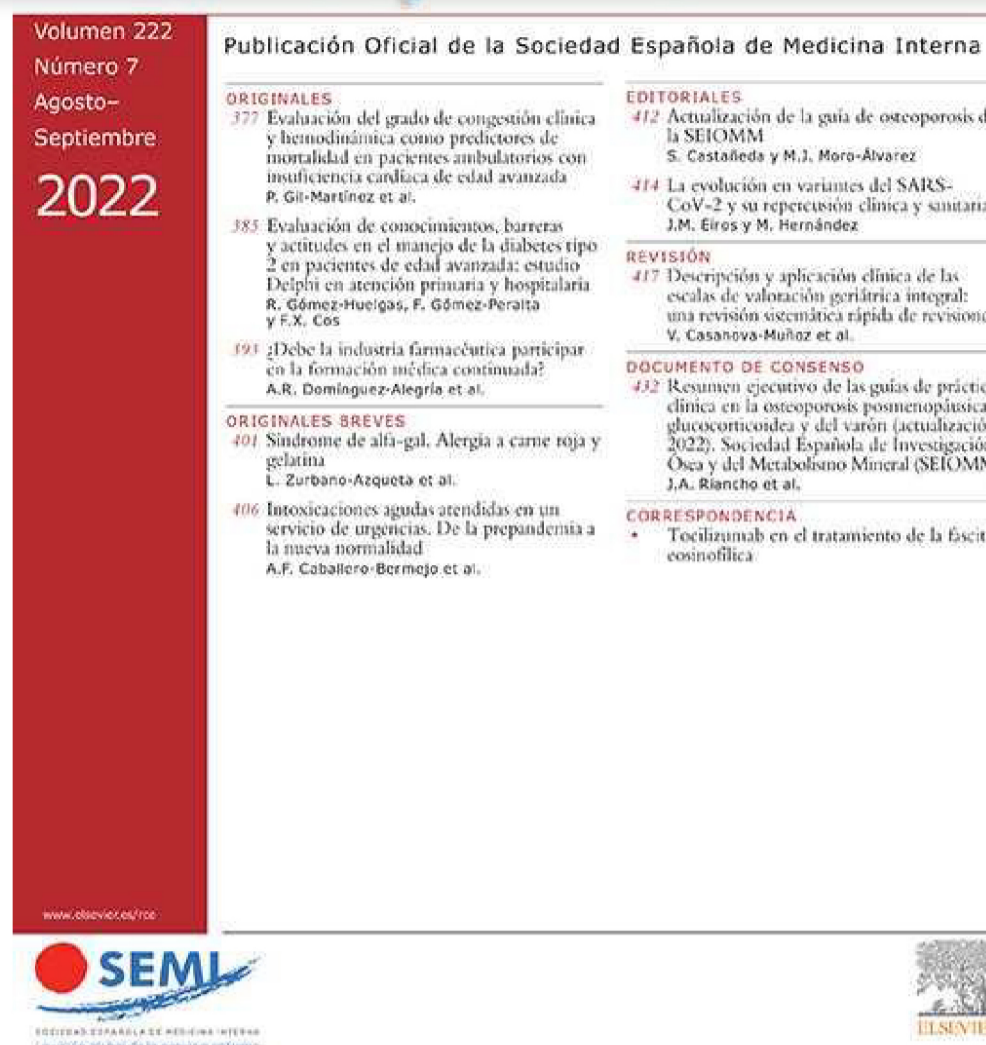 Volumen 222
Número 7
Agosto–
Septiembre
2022
Publicación Oficial de la Sociedad Española de Medicina Interna
ORIGINALES
377 Evaluación del grado de congestión clínica
y hemodinámica como predictores de
mortalidad en pacientes ambulatorios con
insuficiencia cardíaca de edad avanzada
P. Gil-Martínez et al.
385 Evaluación de conocimientos, barreras
y actitudes en el manejo de la diabetes tipo
2 en pacientes de edad avanzada: estudio
Delphi en atención primaria y hospitalaria
R. Gómez-Huelgas, F. Gómez-Peralta
y F.X. Cos
393 ¿Debe la industria farmacéutica participar
en la formación médica continuada?
A.R. Domínguez-Alegría et al.
ORIGINALES BREVES
401 Síndrome de alfa-gal. Alergia a carne roja y
gelatina
L. Zurbano-Azqueta et al.
406 Intoxicaciones agudas atendidas en un
servicio de urgencias. De la prepandemia a
la nueva normalidad
A.F. Caballero-Bermejo et al.
EDITORIALES
412 Actualización de la guía de osteoporosis d
la SEIOMM
S. Castañeda y M.J. Moro-Álvarez
414 La evolución en variantes del SARS-
CoV-2 y su repercusión clínica y sanitaria
J.M. Eiros y M. Hernández
REVISIÓN
417 Descripción y aplicación clínica de las
escalas de valoración geriátrica integral:
una revisión sistemática rápida de revisione
V. Casanova-Muñoz et al.
DOCUMENTO DE CONSENSO
432 Resumen ejecutivo de las guías de práctic
clínica en la osteoporosis posmenopáusica
glucocorticoidea y del varón (actualizació
2022). Sociedad Española de Investigación
Ósea y del Metabolismo Mineral (SEIOMM
J.A. Riancho et al.
CORRESPONDENCIA
• Tocilizumab en el tratamiento de la fascit
eosinofílica
www.elsevier.es/rce
SEMI
SOCIEDAD ESPAÑOLA DE MEDICINA INTERNA
ELSEVIE